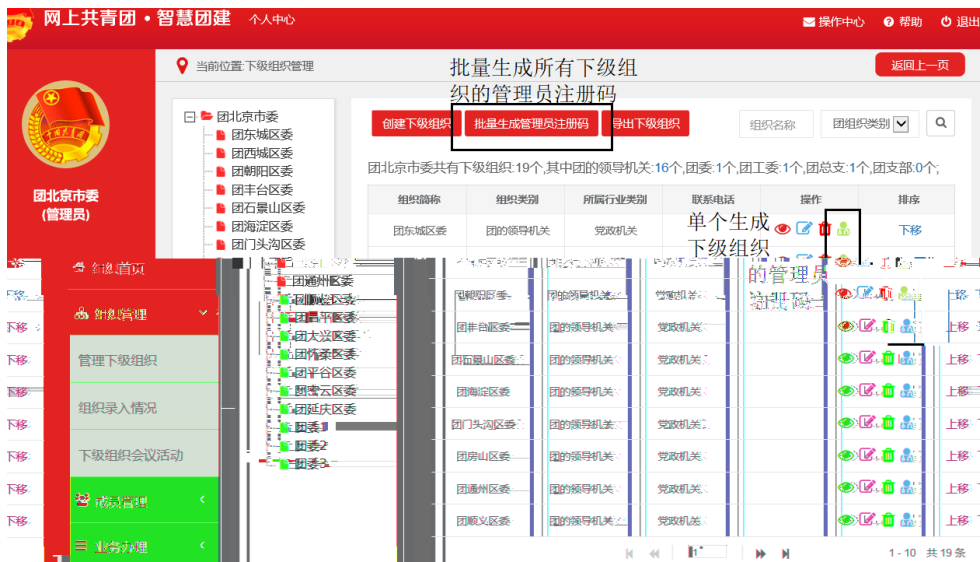 网上共青团·智慧团建 个人中心 操作中心 帮助 退出
当前位置:下级组织管理 返回上一页
批量生成所有下级组
织的管理员注册码
创建下级组织 批量生成管理员注册码 导出下级组织 组织名称 团组织类别
团北京市委共有下级组织:19个,其中团的领导机关:16个,团委:1个,团工委:1个,团总支:1个,团支部:0个;
团北京市委
(管理员)
团北京市委
团东城区委
团西城区委
团朝阳区委
团丰台区委
团石景山区委
团海淀区委
团门头沟区委
团通州区委
团昌平区委
团大兴区委
团怀柔区委
团平谷区委
团密云区委
团延庆区委
团委1
团委2
团委3
组织简称 组织类别 所属行业类别 联系电话 操作 排序
团东城区委 团的领导机关 党政机关 下移
单个生成
下级组织
的管理员
团丰台区委 团的领导机关 党政机关 上移
团石景山区委 团的领导机关 党政机关 上移
团海淀区委 团的领导机关 党政机关 上移
团门头沟区委 团的领导机关 党政机关 上移
团房山区委 团的领导机关 党政机关 上移
团通州区委 团的领导机关 党政机关 上移
团顺义区委 团的领导机关 党政机关 上移
组织管理
管理下级组织
组织录入情况
下级组织会议活动
成员管理
业务办理
下移
下移
下移
下移
下移
下移
1 - 10 共 19 条